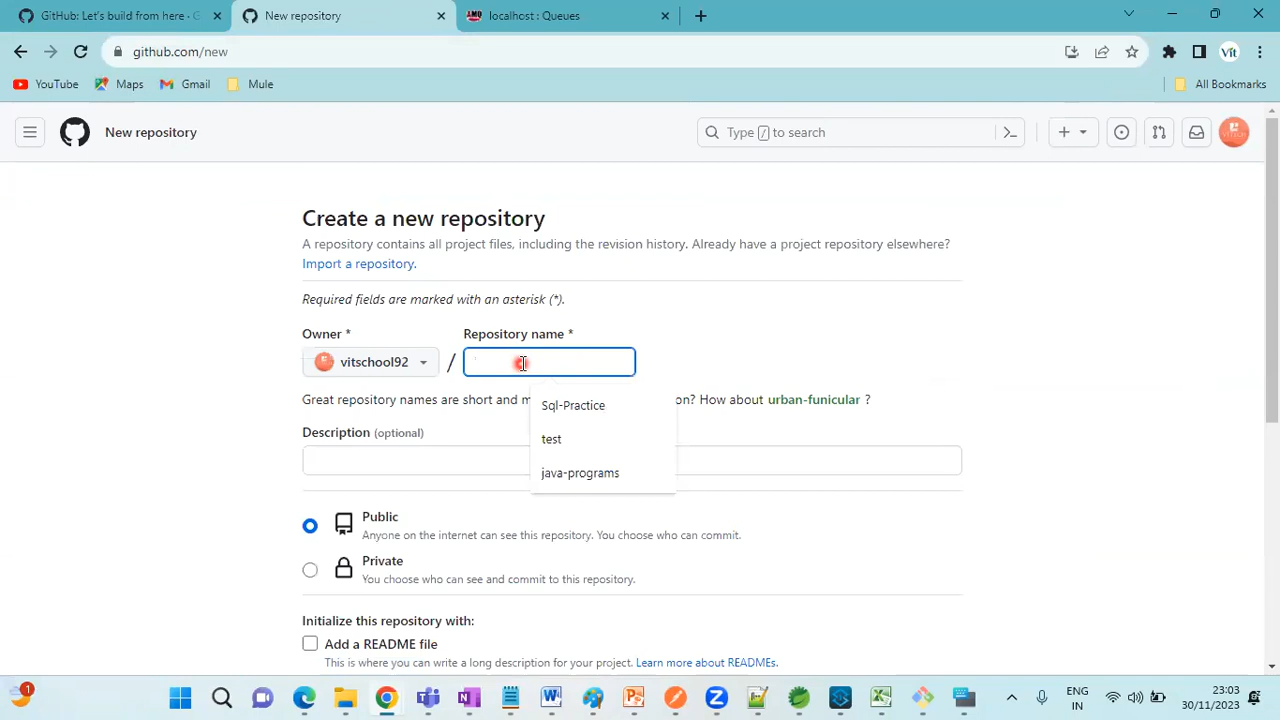 GitHub: Let's build from here · G
New repository
localhost : Queues
github.com/new
Vit
YouTube
Maps
Gmail
Mule
All Bookmarks
New repository
Type / to search
Create a new repository
A repository contains all project files, including the revision history. Already have a project repository elsewhere?
Import a repository.
Required fields are marked with an asterisk (*).
Owner *
Repository name *
vitschool92
/
Great repository names are short and m
on? How about urban-funicular ?
Sql-Practice
test
java-programs
Description (optional)
Public
Anyone on the internet can see this repository. You choose who can commit.
Private
You choose who can see and commit to this repository.
Initialize this repository with:
Add a README file
This is where you can write a long description for your project. Learn more about READMEs.
1
ENG
IN
23:03
30/11/2023